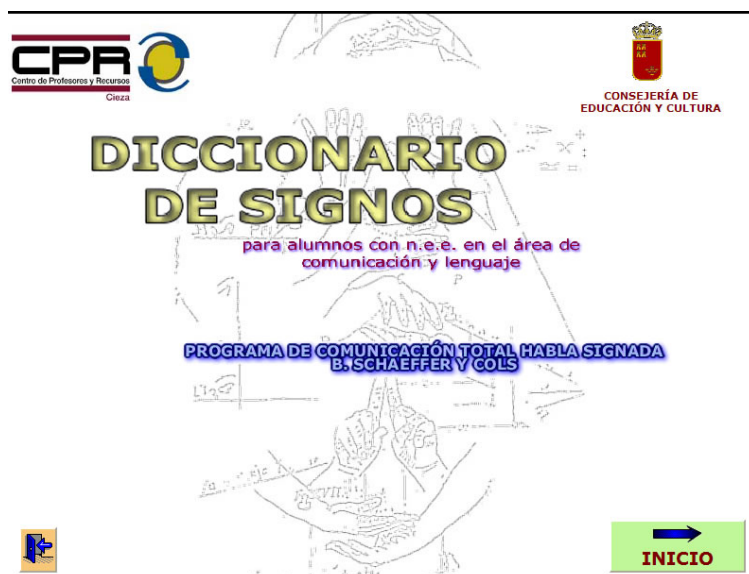 CPR
Centro de Profesores y Recursos
Cieza
CONSEJERÍA DE
EDUCACIÓN Y CULTURA
DICCIONARIO
DE SIGNOS
para alumnos con n.e.e. en el área de
comunicación y lenguaje
PROGRAMA DE COMUNICACIÓN TOTAL HABLA SIGNADA
B. SCHAEFFER Y COLS
INICIO